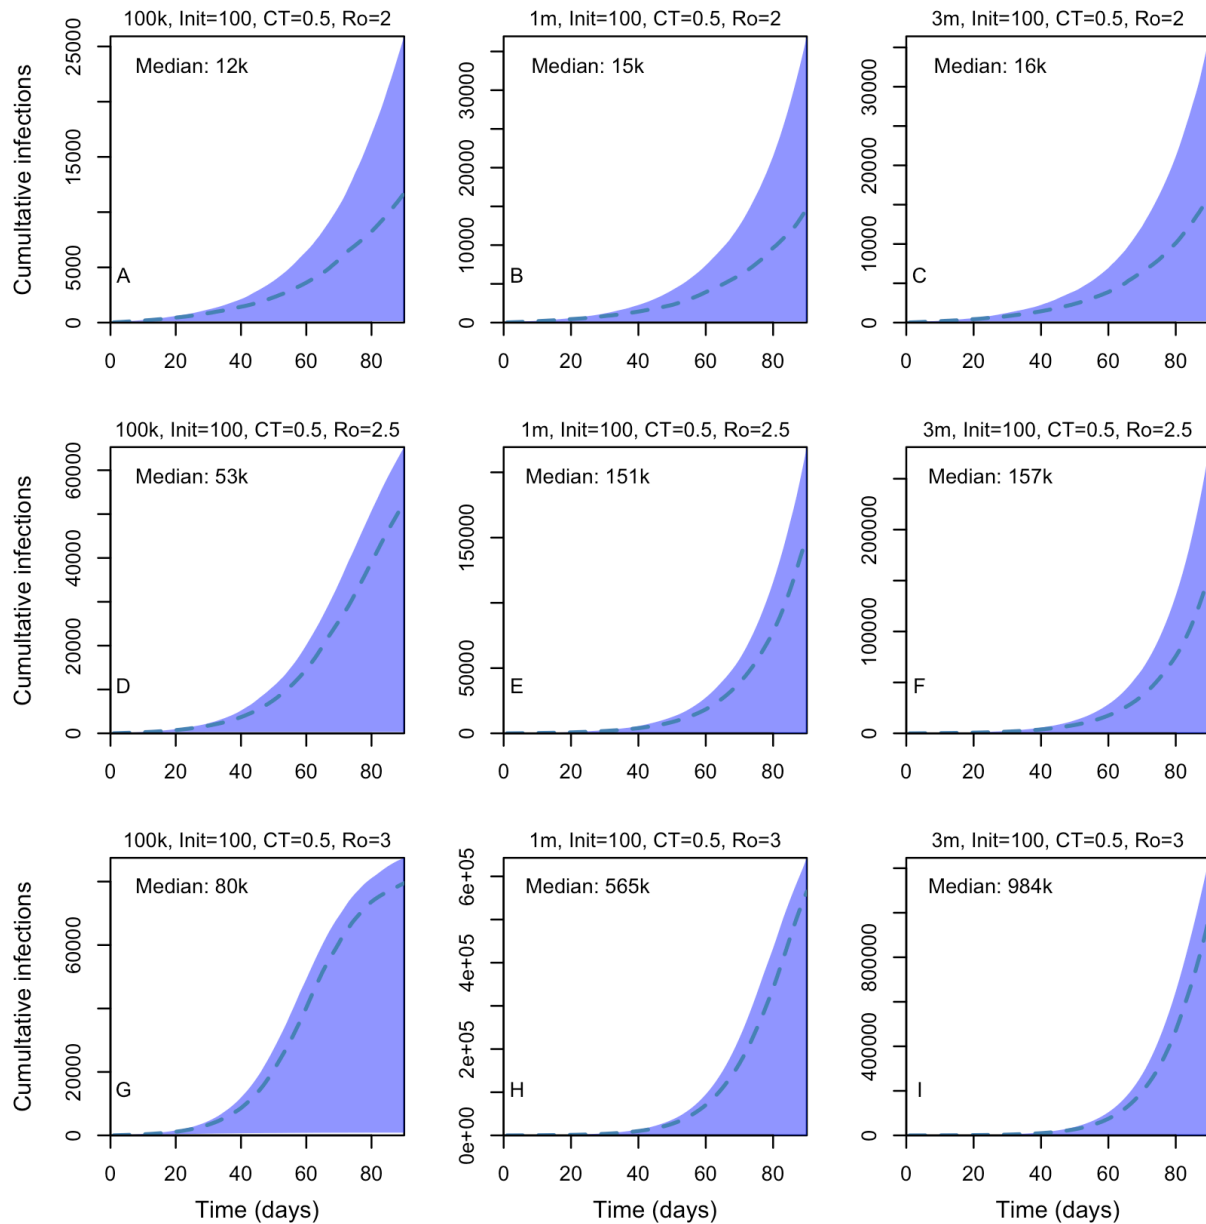 100k, Init=100, CT=0.5, Ro=2
1m, Init=100, CT=0.5, Ro=2
3m, Init=100, CT=0.5, Ro=2
Cumultative infections
0 5000 15000 25000
Median: 12k
A
0 20 40 60 80
0 10000 20000 30000
Median: 15k
B
0 20 40 60 80
0 10000 20000 30000
Median: 16k
C
0 20 40 60 80
100k, Init=100, CT=0.5, Ro=2.5
1m, Init=100, CT=0.5, Ro=2.5
3m, Init=100, CT=0.5, Ro=2.5
Cumultative infections
0 20000 40000 60000
Median: 53k
D
0 20 40 60 80
0 50000 150000
Median: 151k
E
0 20 40 60 80
0 100000 200000
Median: 157k
F
0 20 40 60 80
100k, Init=100, CT=0.5, Ro=3
1m, Init=100, CT=0.5, Ro=3
3m, Init=100, CT=0.5, Ro=3
Cumultative infections
0 20000 60000
Median: 80k
G
0 20 40 60 80
Time (days)
0e+00 2e+05 4e+05 6e+05
Median: 565k
H
0 20 40 60 80
Time (days)
0 400000 800000
Median: 984k
I
0 20 40 60 80
Time (days)